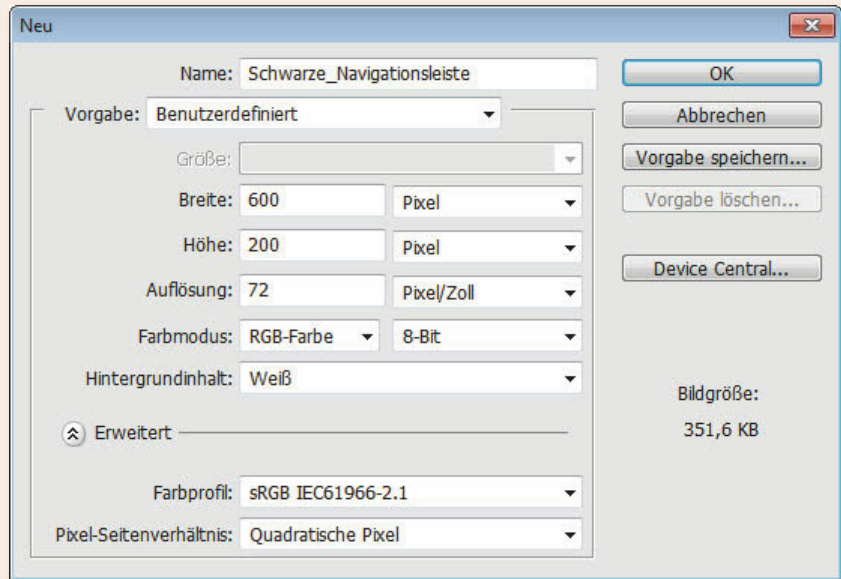 Neu
Name: Schwarze_Navigationsleiste
OK
Vorgabe: Benutzerdefiniert
Abbrechen
Größe:
Vorgabe speichern...
Breite: 600 Pixel
Vorgabe löschen...
Höhe: 200 Pixel
Auflösung: 72 Pixel/Zoll
Device Central...
Farbmodus: RGB-Farbe 8-Bit
Hintergrundinhalt: Weiß
Bildgröße:
Erweitert
351,6 KB
Farbprofil: sRGB IEC61966-2.1
Pixel-Seitenverhältnis: Quadratische Pixel